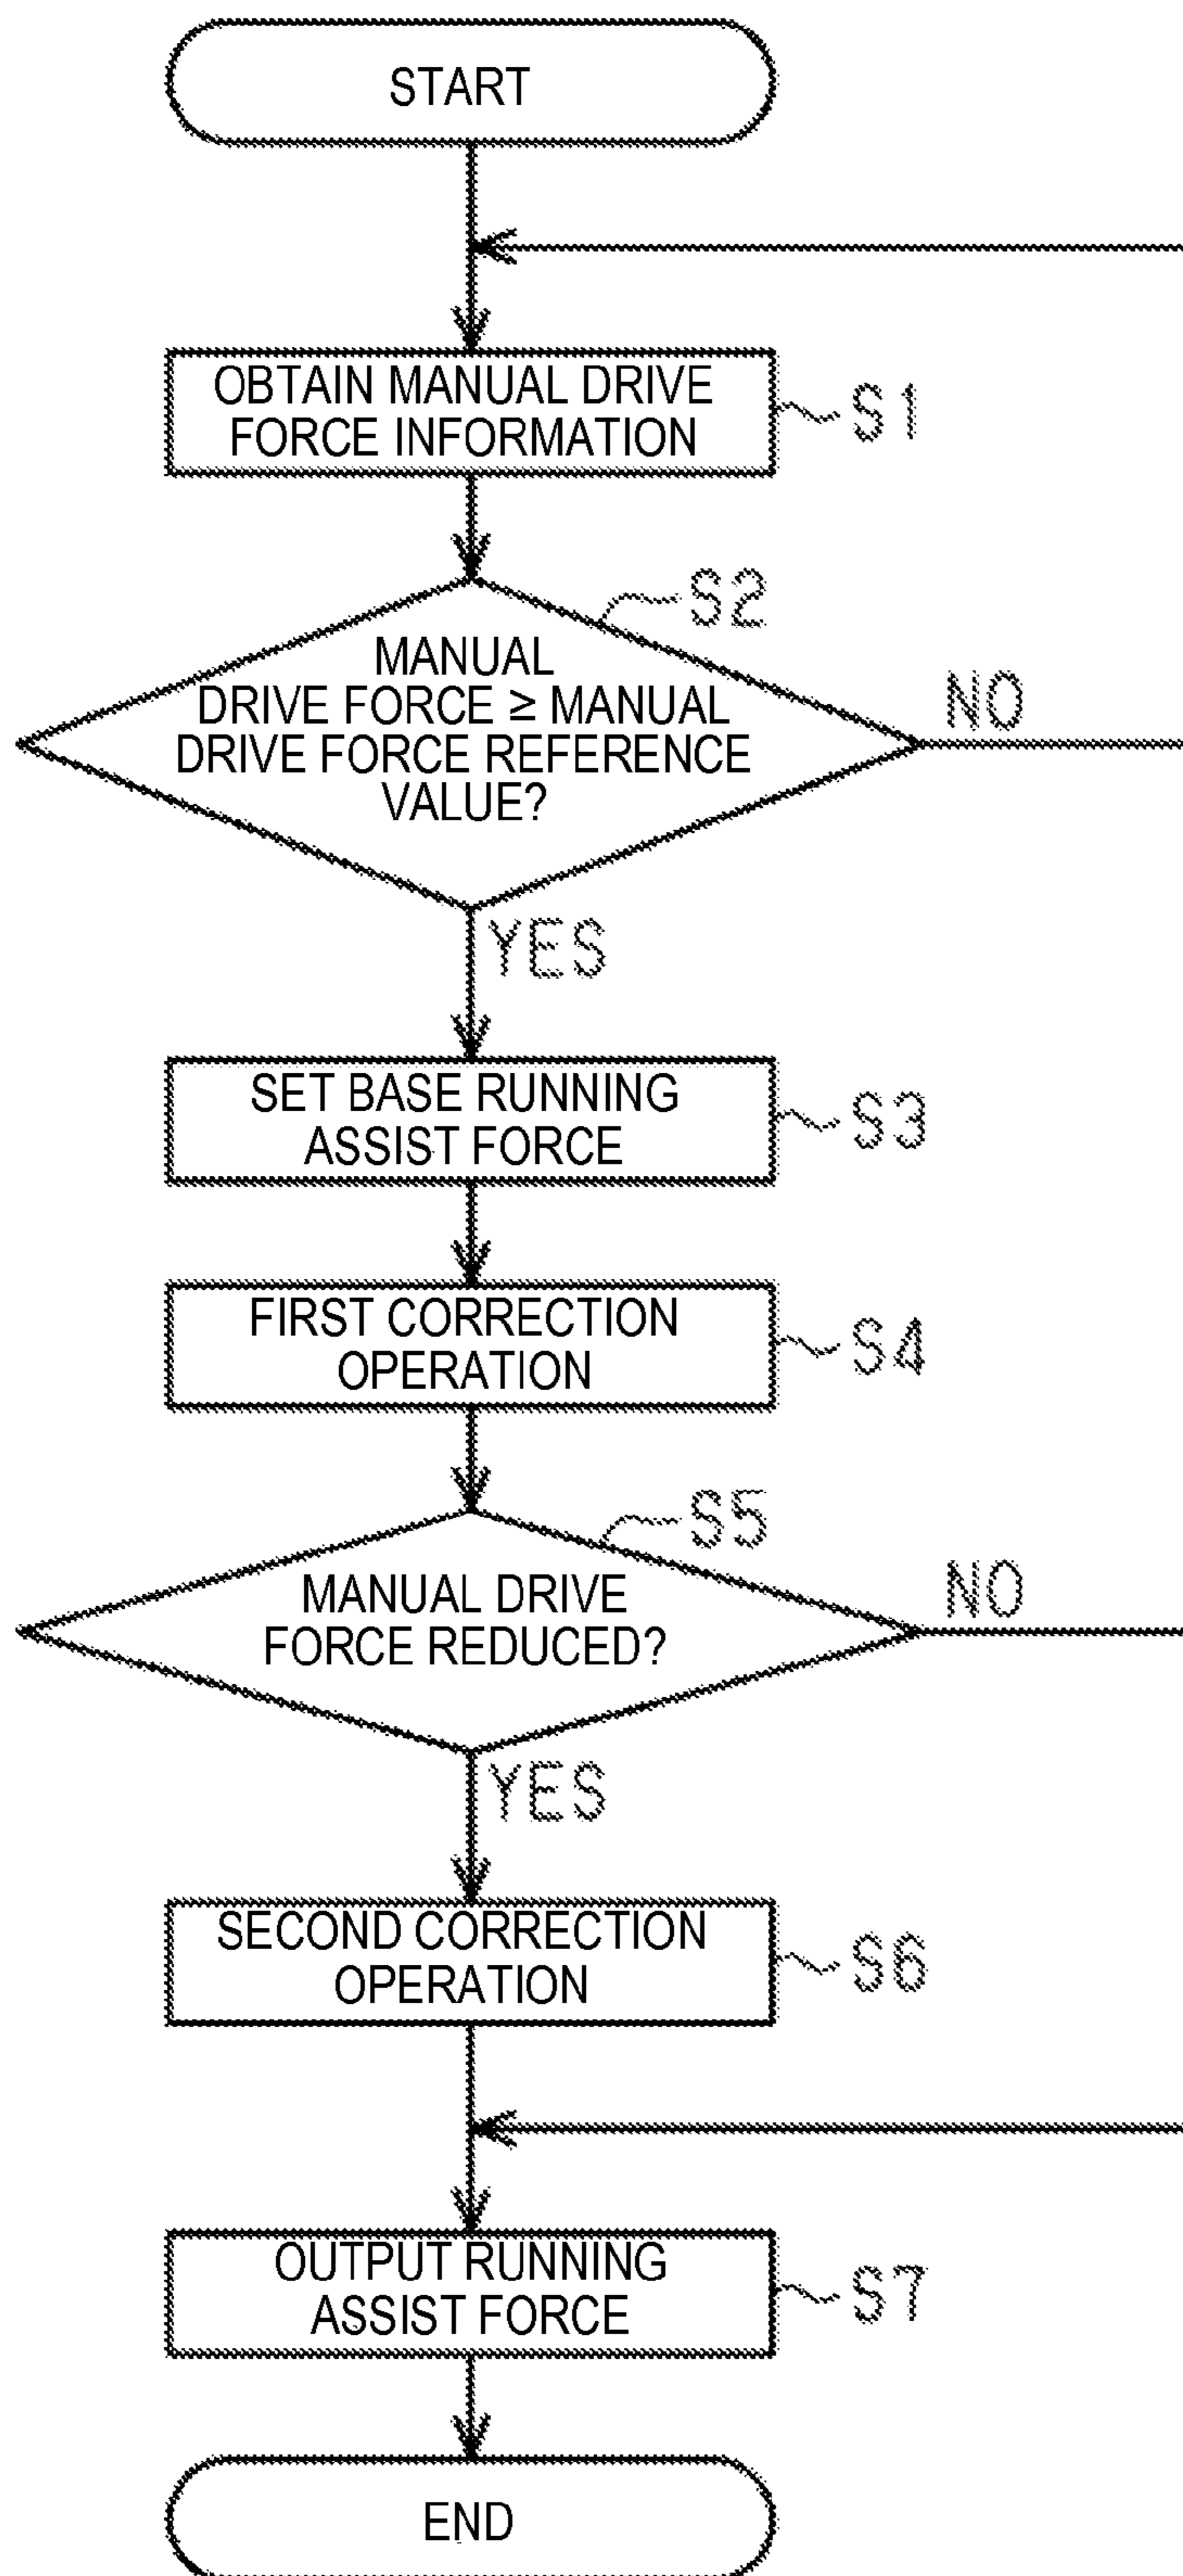 START
OBTAIN MANUAL DRIVE
FORCE INFORMATION
S1
S2
MANUAL
DRIVE FORCE ≥ MANUAL
DRIVE FORCE REFERENCE
VALUE?
NO
YES
SET BASE RUNNING
ASSIST FORCE
S3
FIRST CORRECTION
OPERATION
S4
S5
MANUAL DRIVE
FORCE REDUCED?
NO
YES
SECOND CORRECTION
OPERATION
S6
OUTPUT RUNNING
ASSIST FORCE
S7
END